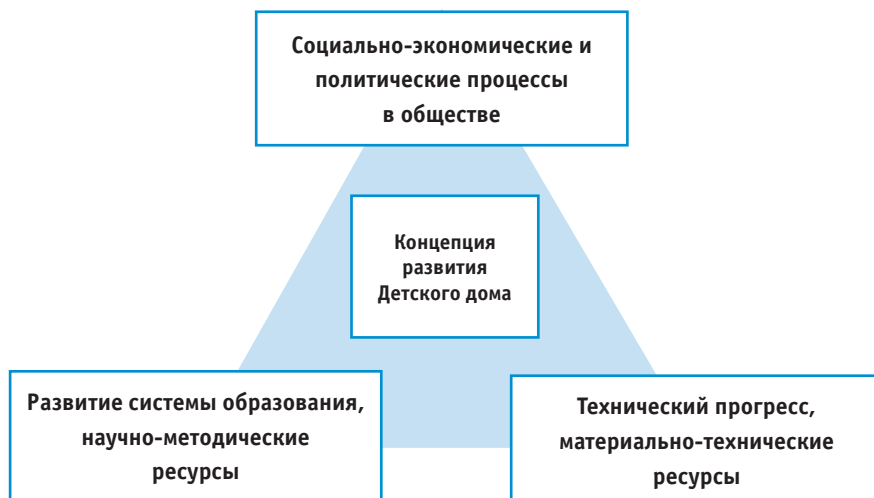 Социально-экономические и
политические процессы
в обществе
Концепция
развития
Детского дома
Развитие системы образования,
научно-методические
ресурсы
Технический прогресс,
материально-технические
ресурсы